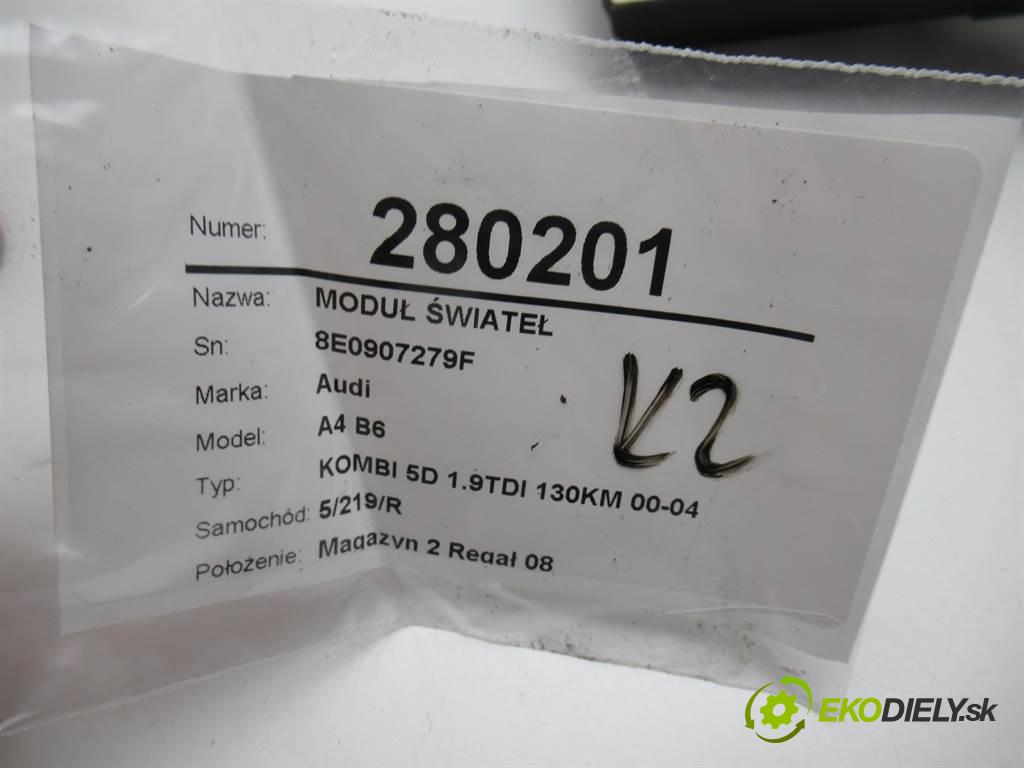 Numer: 280201
Nazwa: MODUŁ ŚWIATEŁ
Sn: 8E0907279F
Marka: Audi
Model: A4 B6
Typ: KOMBI 5D 1.9TDI 130KM 00-04
Samochód: 5/219/R
Położenie: Magazyn 2 Regał 08
K2
EKODIELY.sk